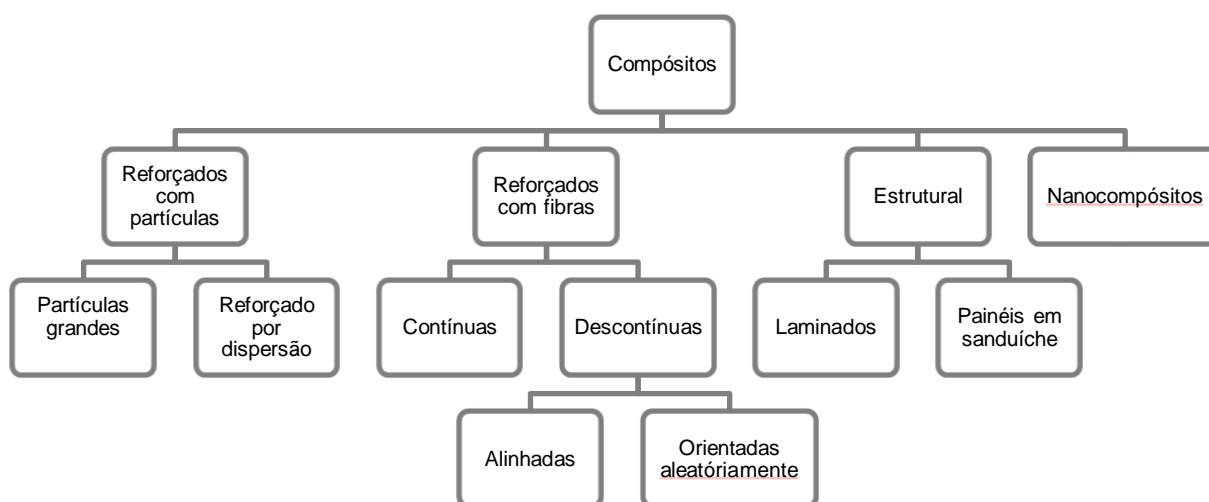 Compósitos
Reforçados
com
partículas
Reforçados
com fibras
Estrutural
Nanocompósitos
Partículas
grandes
Reforçado
por
dispersão
Contínuas
Descontínuas
Laminados
Painéis em
sanduíche
Alinhadas
Orientadas
aleatóriamente